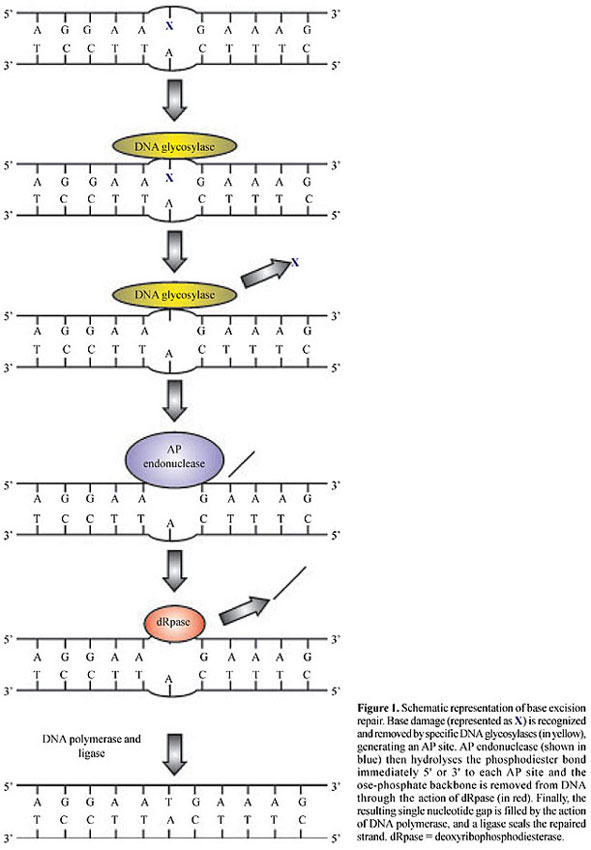 5' 3'
A G G A A X G A A A G
T C C T T A C T T T C
3' 5'
DNA glycosylase
5' 3'
A G G A A X G A A A G
T C C T T A C T T T C
3' 5'
DNA glycosylase X
5' 3'
A G G A A G A A A G
T C C T T A C T T T C
3' 5'
AP
endonuclease
5' 3'
A G G A A G A A A G
T C C T T A C T T T C
3' 5'
dRpase
5' 3'
A G G A A G A A A G
T C C T T A C T T T C
3' 5'
DNA polymerase and
ligase
5' 3'
A G G A A T G A A A G
T C C T T A C T T T C
3' 5'
Figure 1. Schematic representation of base excision
repair. Base damage (represented as X) is recognized
and removed by specific DNA glycosylases (in yellow),
generating an AP site. AP endonuclease (shown in
blue) then hydrolyses the phosphodiester bond
immediately 5' or 3' to each AP site and the
ose-phosphate backbone is removed from DNA
through the action of dRpase (in red). Finally, the
resulting single nucleotide gap is filled by the action
of DNA polymerase, and a ligase seals the repaired
strand. dRpase = deoxyribophosphodiesterase.